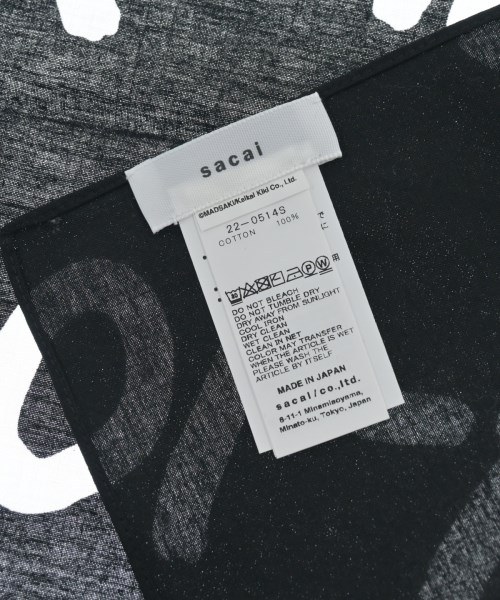 sacai
©MADSAKU/Kaikai Kiki Co., Ltd.
22-0514S
COTTON 100%
DO NOT BLEACH
DO NOT TUMBLE DRY
DRY AWAY FROM SUNLIGHT
COOL IRON
DRY CLEAN
WET CLEAN
CLEAN IN NET
COLOR MAY TRANSFER
WHEN THE ARTICLE IS WET
PLEASE WASH THE
ARTICLE BY ITSELF
MADE IN JAPAN
sacai/co.,ltd.
8-11-1 Minamiaoyama,
Minato-ku, Tokyo, Japan